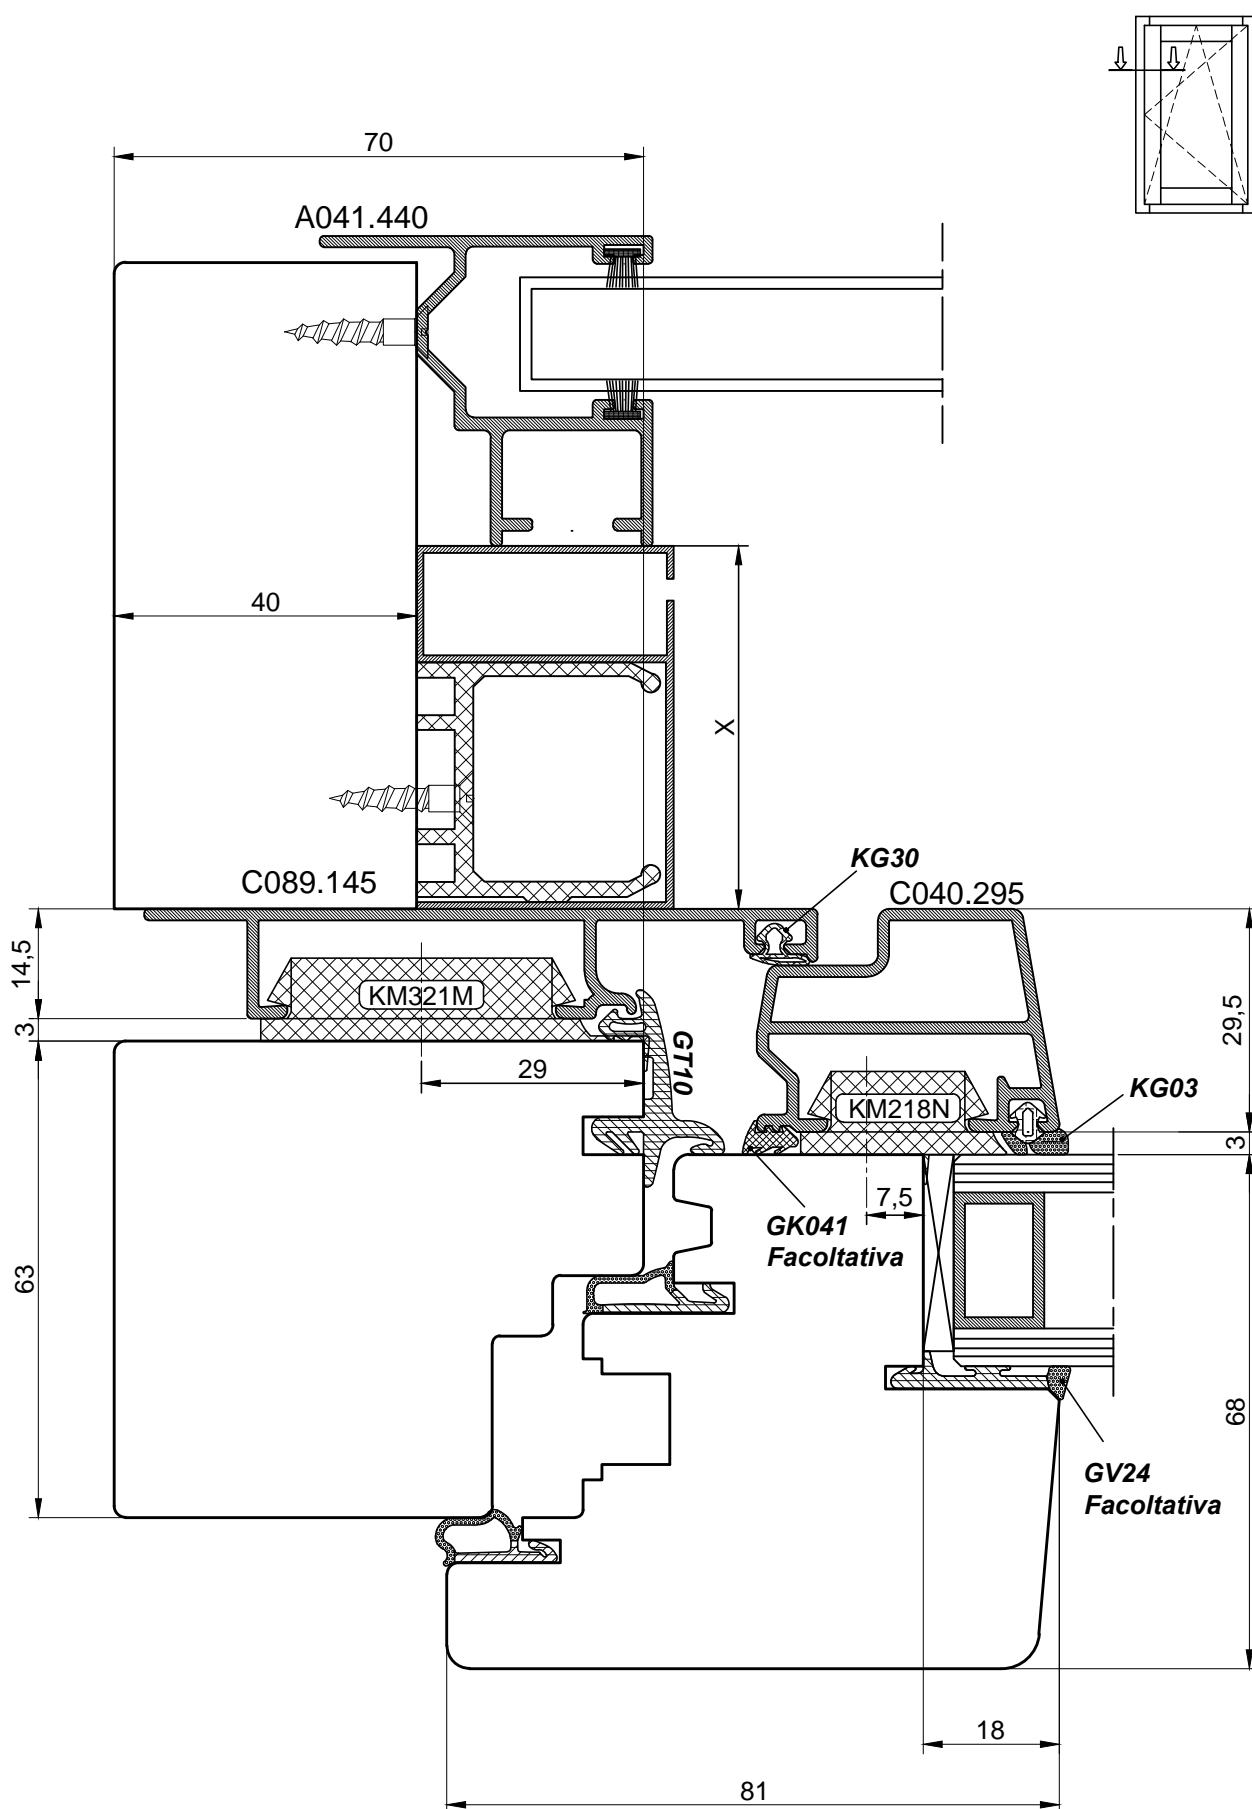 70
A041.440
40
X
KG30
C089.145
C040.295
14,5
KM321M
29,5
3
GT10
29
KM218N
KG03
3
7,5
GK041
Facoltativa
63
68
GV24
Facoltativa
18
81